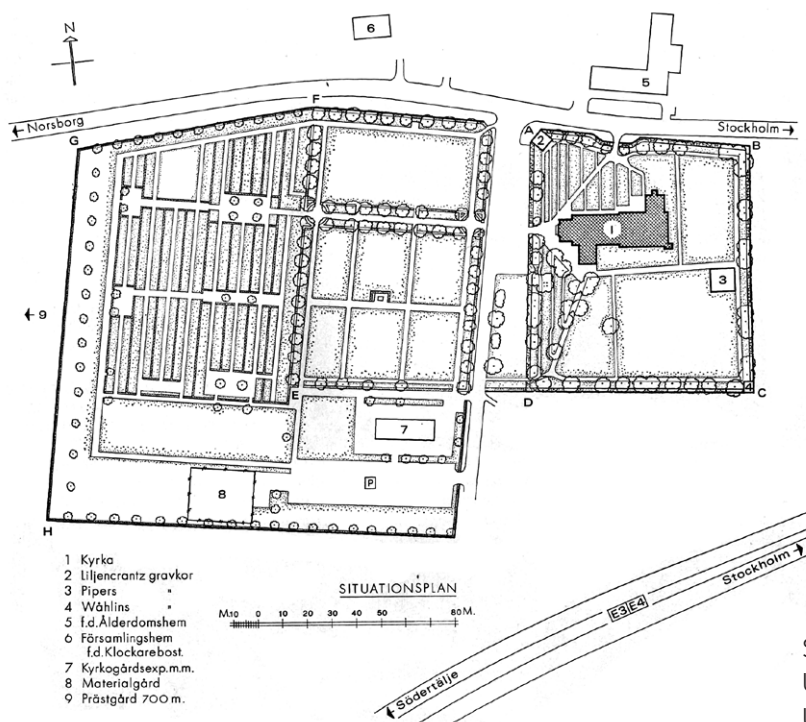 N
6
5
F
A
2
B
← Norsborg
Stockholm →
G
1
3
← 9
E
D
C
7
8
P
H
1 Kyrka
2 Liljencrantz gravkor
3 Pipers "
4 Wåhlins "
5 f.d. Ålderdomshem
6 Församlingshem
f.d. Klockarebost.
7 Kyrkogårdsexp. m.m.
8 Materialgård
9 Prästgård 700 m.
SITUATIONSPLAN
M.10 0 10 20 30 40 50 60 80 M.
Stockholm
E3 E4
Södertälje
S